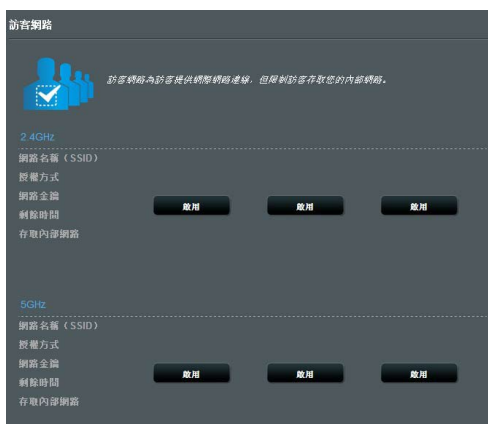 訪客網路
訪客網路為訪客提供網際網路連線，但限制訪客存取您的內部網路。
2.4GHz
網路名稱（SSID）
授權方式
網路金鑰
剩餘時間
存取內部網路
啟用 啟用 啟用
5GHz
網路名稱（SSID）
授權方式
網路金鑰
剩餘時間
存取內部網路
啟用 啟用 啟用